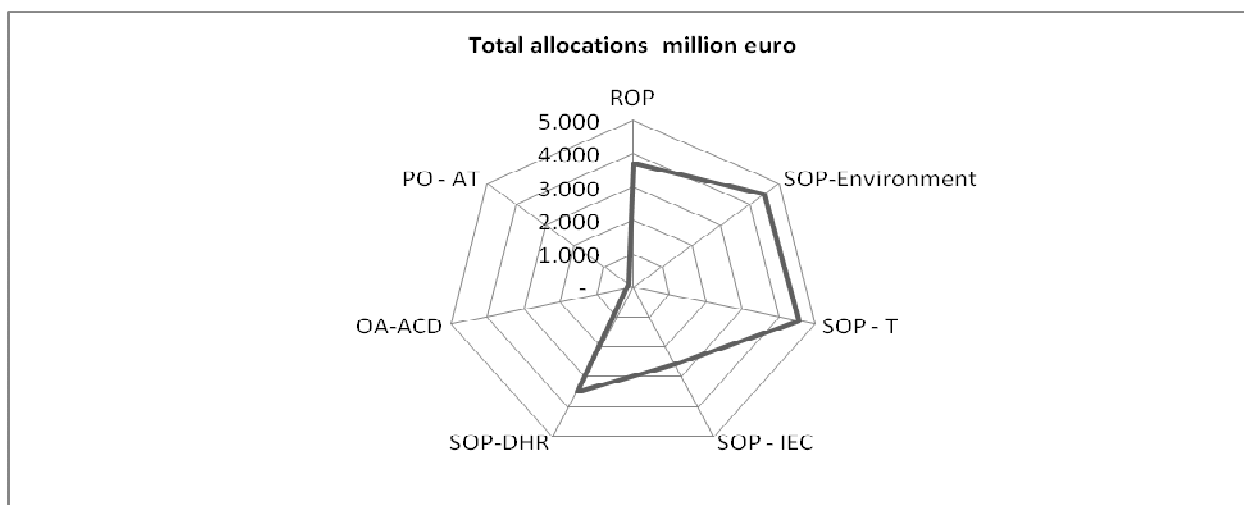 Total allocations million euro
ROP
5.000
4.000
3.000
2.000
1.000
-
SOP-Environment
SOP - T
SOP - IEC
SOP-DHR
OA-ACD
PO - AT